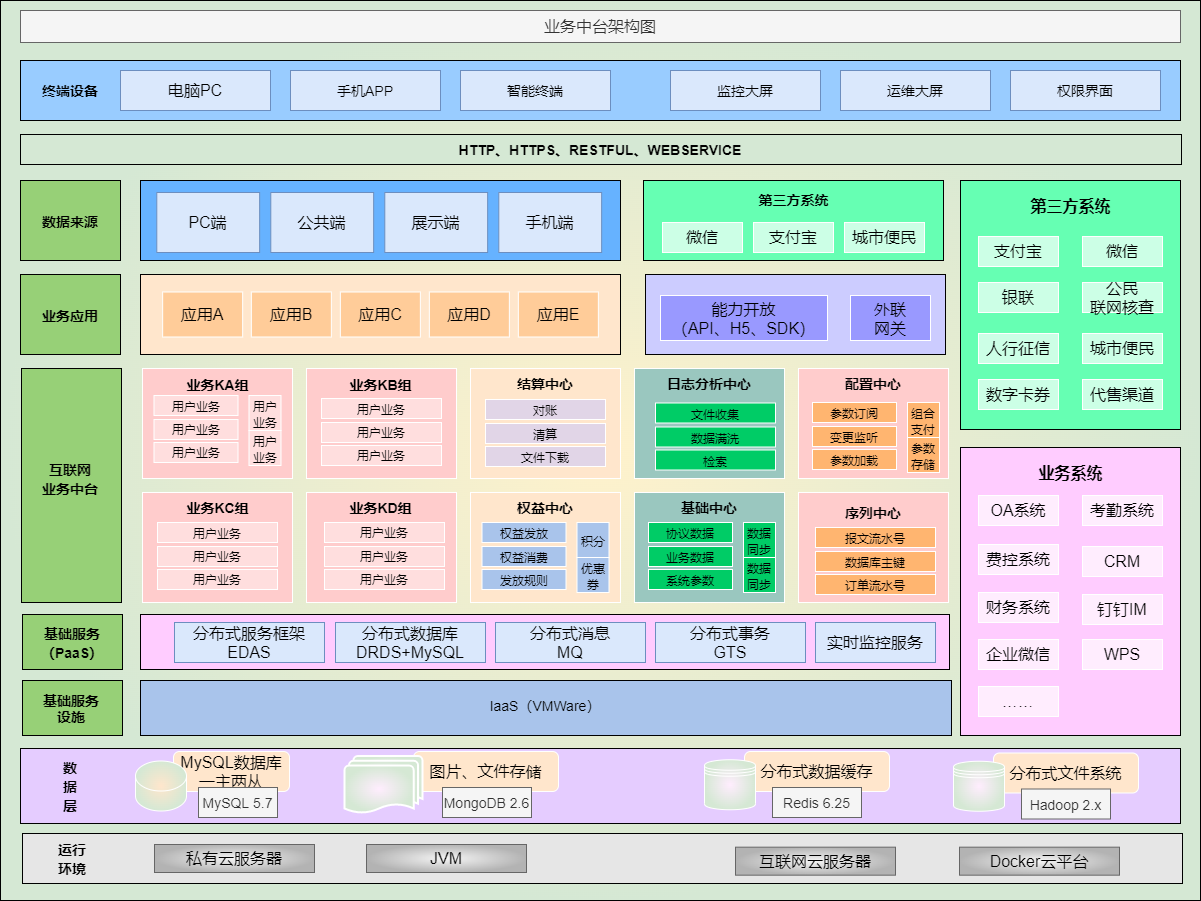 业务中台架构图
终端设备
电脑PC
手机APP
智能终端
监控大屏
运维大屏
权限界面
HTTP、HTTPS、RESTFUL、WEBSERVICE
数据来源
PC端
公共端
展示端
手机端
第三方系统
微信
支付宝
城市便民
业务应用
应用A
应用B
应用C
应用D
应用E
能力开放
（API、H5、SDK）
外联
网关
第三方系统
支付宝
微信
银联
公民
联网核查
人行征信
城市便民
数字卡券
代售渠道
互联网
业务中台
业务KA组
用户业务
用户业务
用户业务
用户
业务
用户
业务
业务KB组
用户业务
用户业务
用户业务
结算中心
对账
清算
文件下载
日志分析中心
文件收集
数据满洗
检索
配置中心
参数订阅
变更监听
参数加载
组合
支付
参数
存储
业务KC组
用户业务
用户业务
用户业务
业务KD组
用户业务
用户业务
用户业务
权益中心
权益发放
权益消费
发放规则
积分
优惠
券
基础中心
协议数据
业务数据
系统参数
数据
同步
数据
同步
序列中心
报文流水号
数据库主键
订单流水号
业务系统
OA系统
考勤系统
费控系统
CRM
财务系统
钉钉IM
企业微信
WPS
……
基础服务
（PaaS）
分布式服务框架
EDAS
分布式数据库
DRDS+MySQL
分布式消息
MQ
分布式事务
GTS
实时监控服务
基础服务
设施
IaaS（VMWare）
数
据
层
MySQL数据库
一主两从
MySQL 5.7
图片、文件存储
MongoDB 2.6
分布式数据缓存
Redis 6.25
分布式文件系统
Hadoop 2.x
运行
环境
私有云服务器
JVM
互联网云服务器
Docker云平台